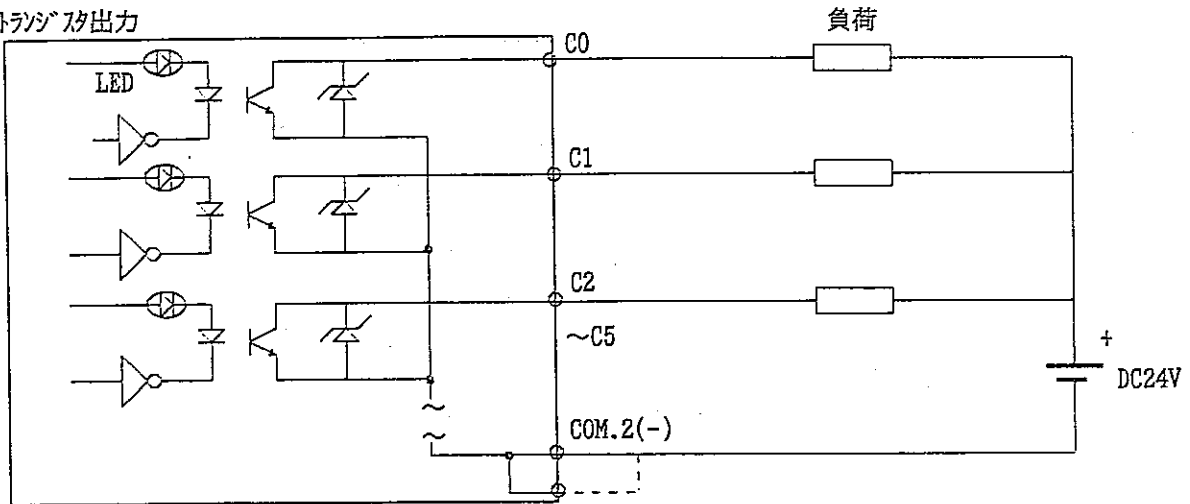 トランジスタ出力
負荷
C0
LED
C1
C2
～C5
+
DC24V
COM.2(-)